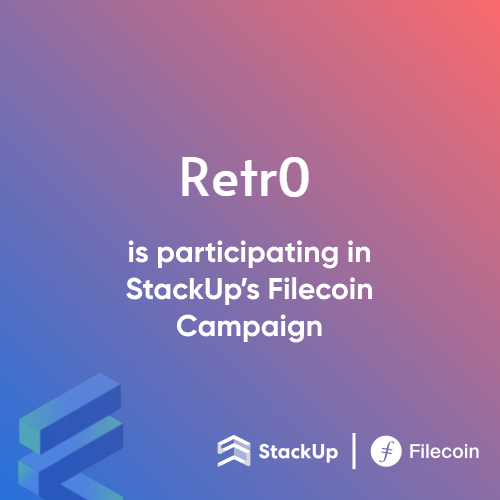 Retr0
is participating in
StackUp's Filecoin
Campaign
StackUp | Filecoin